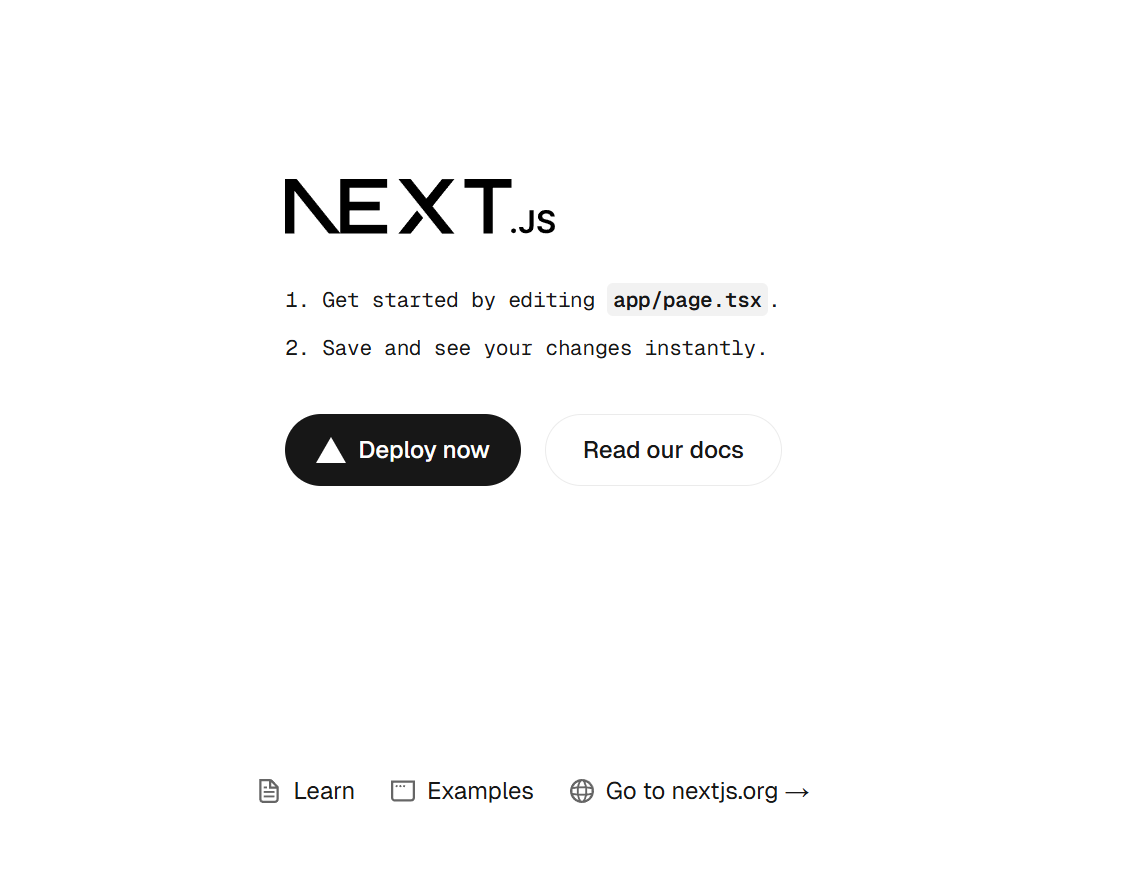 NEXT.JS
1. Get started by editing app/page.tsx.
2. Save and see your changes instantly.
Deploy now
Read our docs
Learn
Examples
Go to nextjs.org →